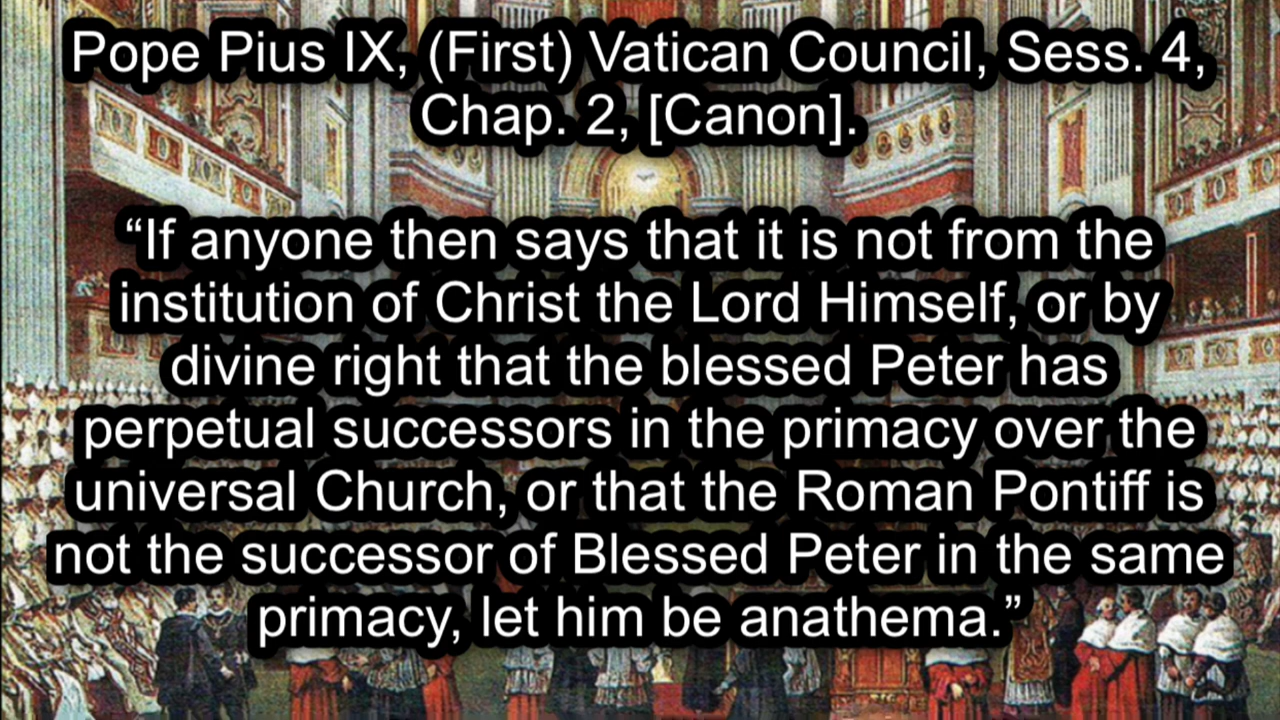 Pope Pius IX, (First) Vatican Council, Sess. 4,
Chap. 2, [Canon].
“If anyone then says that it is not from the
institution of Christ the Lord Himself, or by
divine right that the blessed Peter has
perpetual successors in the primacy over the
universal Church, or that the Roman Pontiff is
not the successor of Blessed Peter in the same
primacy, let him be anathema.”